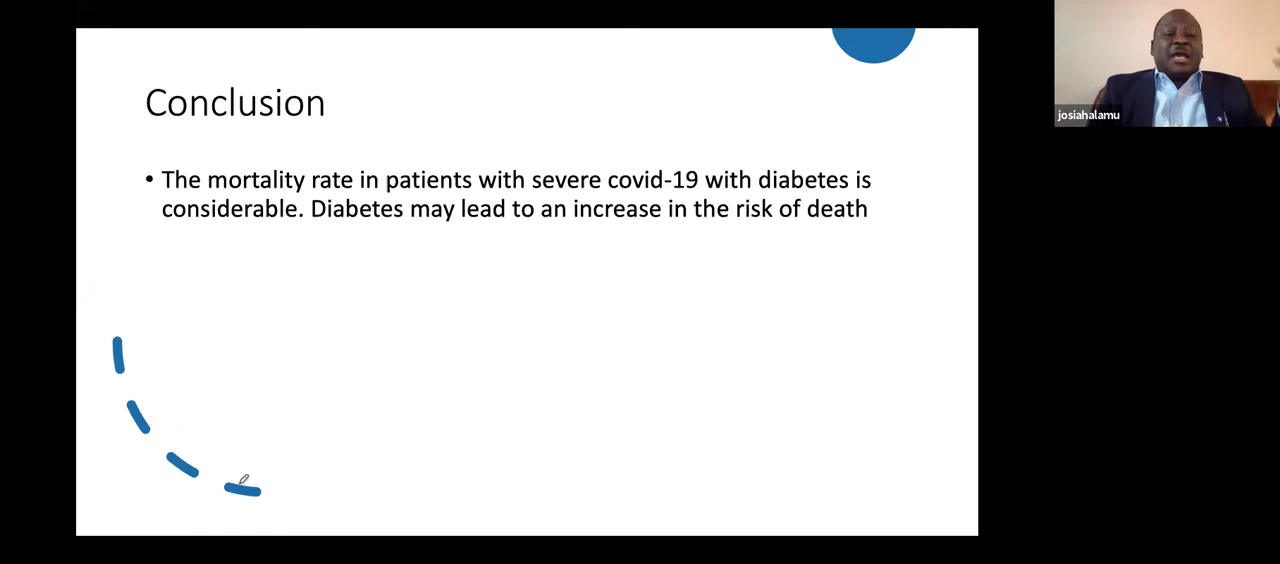 Conclusion
• The mortality rate in patients with severe covid-19 with diabetes is
considerable. Diabetes may lead to an increase in the risk of death
josiahalamu